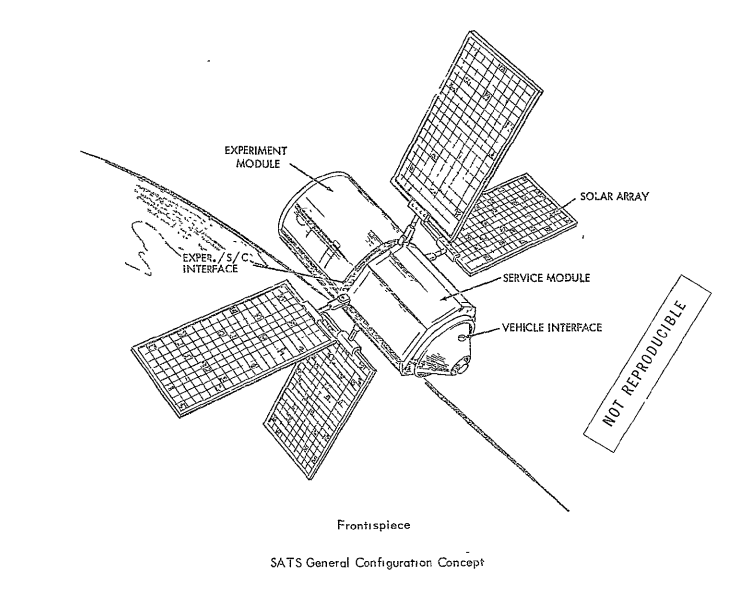 EXPERIMENT
MODULE
SOLAR ARRAY
EXPER./S/C
INTERFACE
SERVICE MODULE
VEHICLE INTERFACE
NOT REPRODUCIBLE
Frontispiece
SATS General Configuration Concept